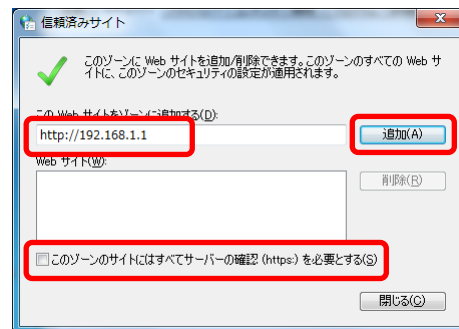 信頼済みサイト
このゾーンに Web サイトを追加/削除できます。このゾーンのすべての Web サ
イトに、このゾーンのセキュリティの設定が適用されます。
この Web サイトをゾーンに追加する(D):
http://192.168.1.1
追加(A)
Web サイト(W):
削除(R)
このゾーンのサイトにはすべてサーバーの確認 (https:) を必要とする(S)
閉じる(C)